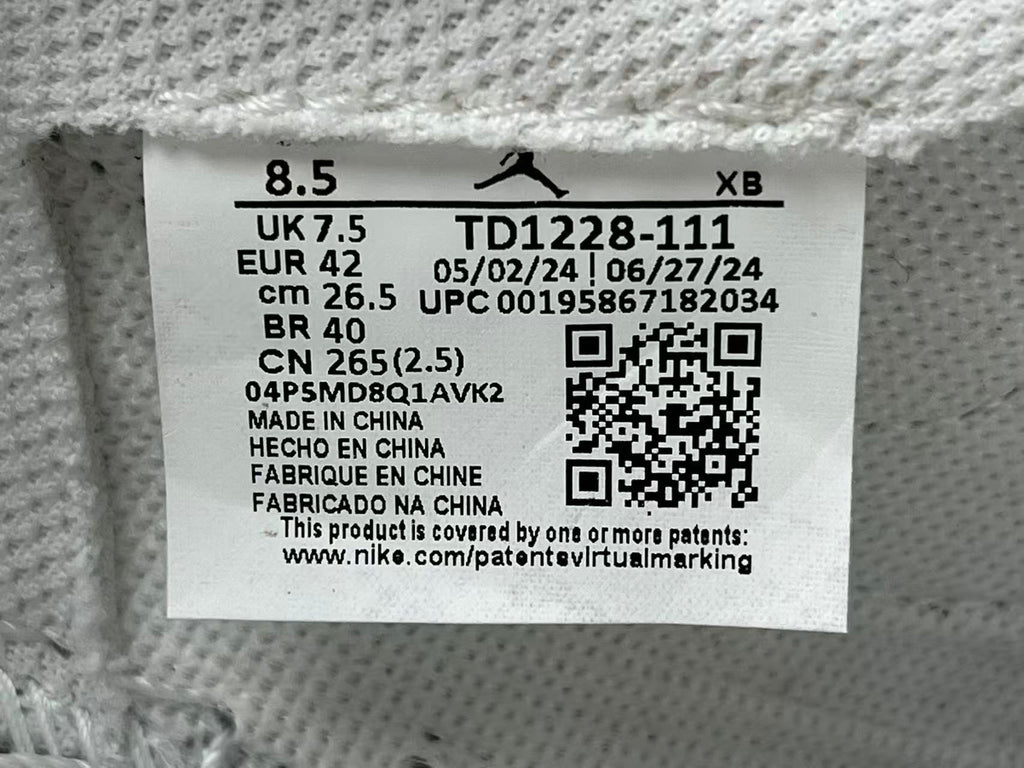 8.5 XB
UK 7.5 TD1228-111
EUR 42 05/02/24 | 06/27/24
cm 26.5 UPC 00195867182034
BR 40
CN 265(2.5)
04P5MD8Q1AVK2
MADE IN CHINA
HECHO EN CHINA
FABRIQUE EN CHINE
FABRICADO NA CHINA
This product is covered by one or more patents:
www.nike.com/patentsvirtualmarking